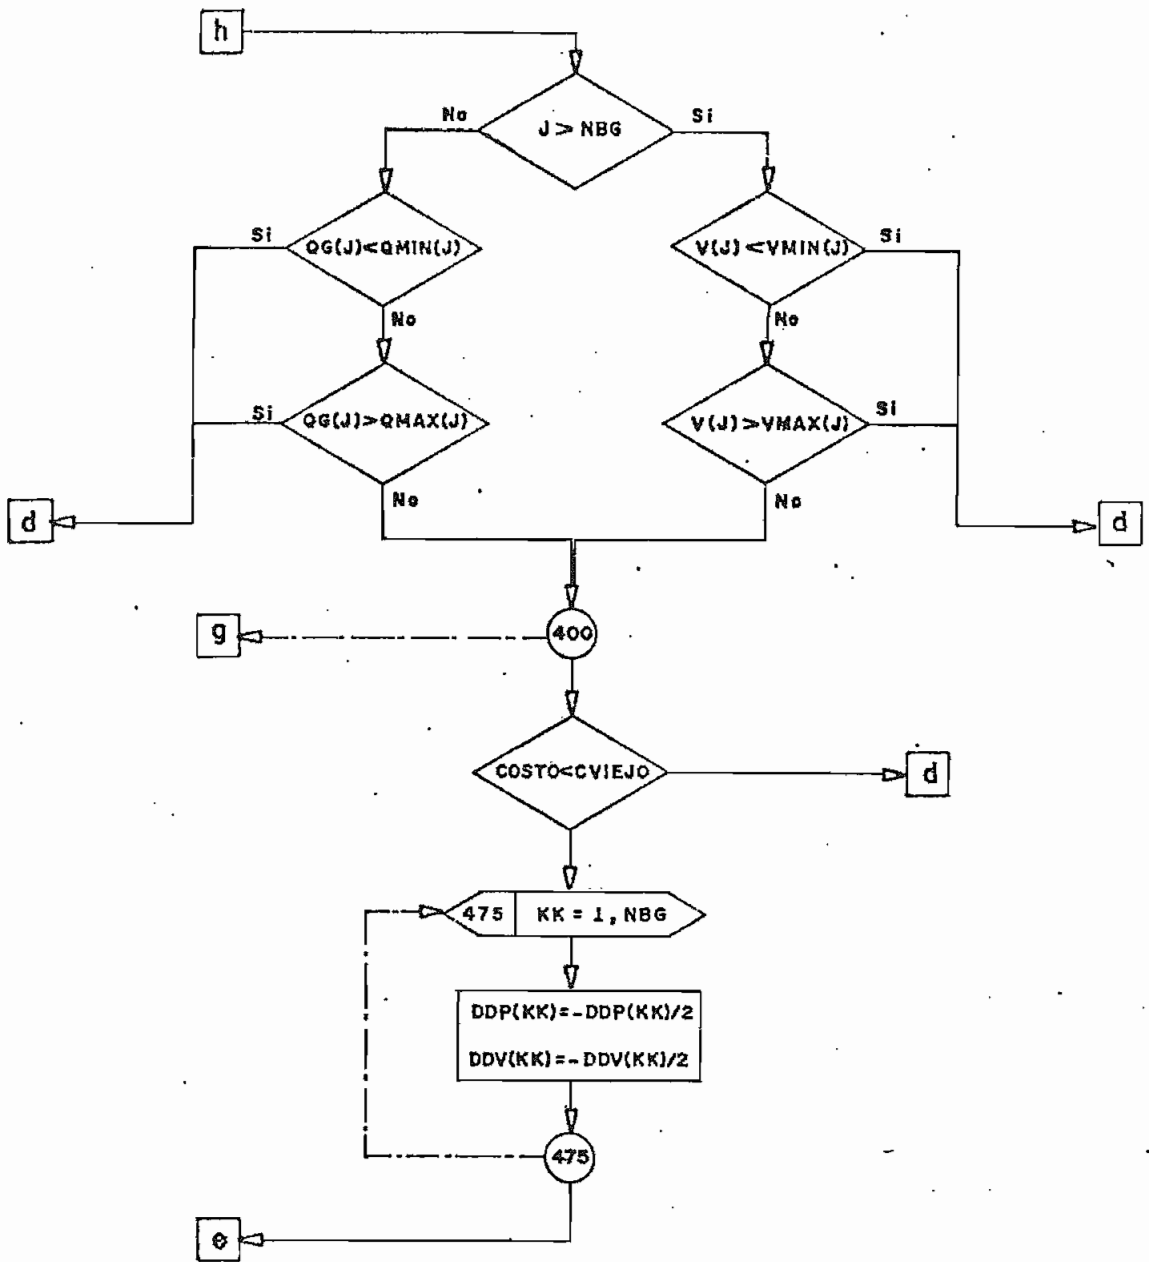 h
J > NBG
No
Si
QG(J)<QMIN(J)
Si
No
V(J)<VMIN(J)
Si
No
QG(J)>QMAX(J)
Si
No
V(J)>VMAX(J)
Si
No
d
d
400
g
COSTO<CVIEJO
d
475
KK = 1, NBG
DDP(KK)=-DDP(KK)/2
DDV(KK)=-DDV(KK)/2
475
e